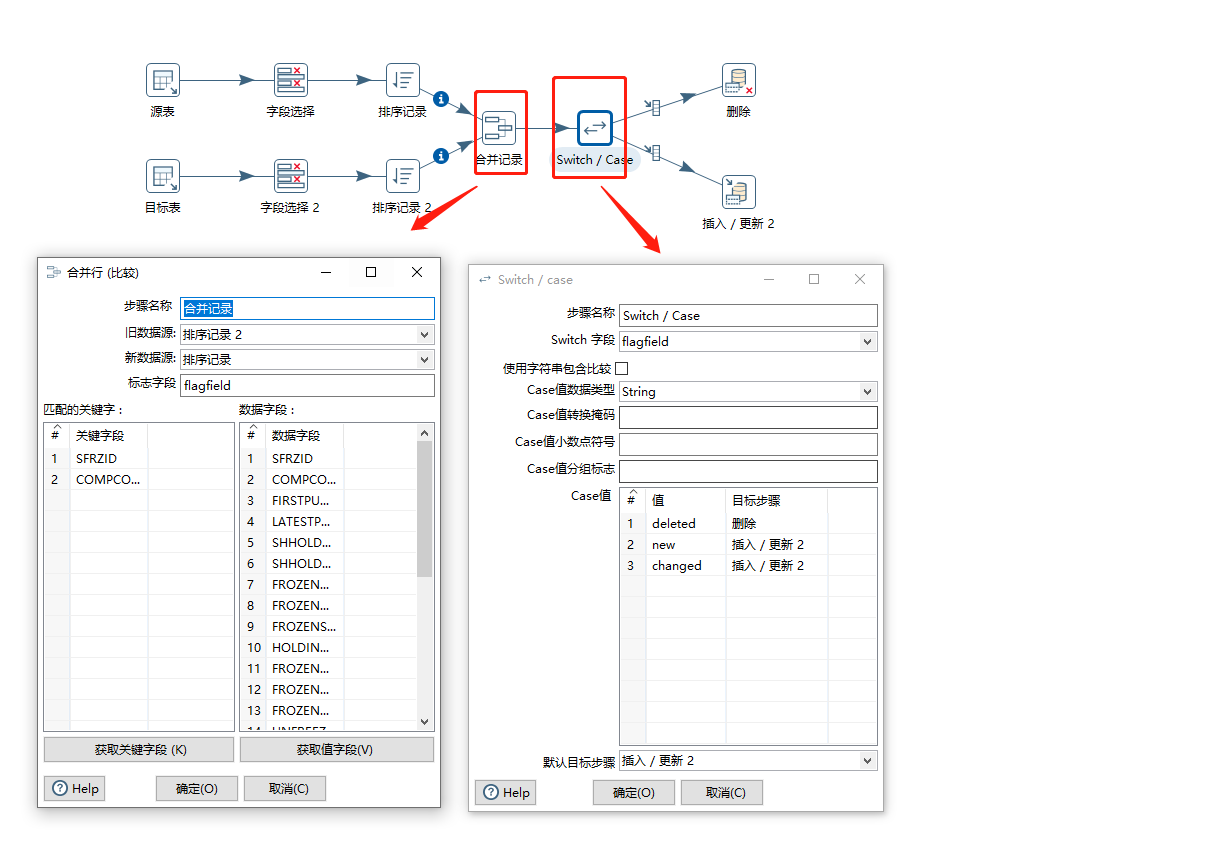 源表
字段选择
排序记录
删除
合并记录
Switch / Case
目标表
字段选择 2
排序记录 2
插入 / 更新 2
合并行 (比较)
步骤名称 合并记录
旧数据源: 排序记录 2
新数据源: 排序记录
标志字段 flagfield
匹配的关键字： 数据字段：
# 关键字段
1 SFRZID
2 COMPCO...
# 数据字段
1 SFRZID
2 COMPCO...
3 FIRSTPU...
4 LATESTP...
5 SHHOLD...
6 SHHOLD...
7 FROZEN...
8 FROZEN...
9 FROZENS...
10 HOLDIN...
11 FROZEN...
12 FROZEN...
13 FROZEN...
获取关键字段 (K) 获取值字段(V)
Help 确定(O) 取消(C)
Switch / case
步骤名称 Switch / Case
Switch 字段 flagfield
使用字符串包含比较
Case值数据类型 String
Case值转换掩码
Case值小数点符号
Case值分组标志
Case值
# 值 目标步骤
1 deleted 删除
2 new 插入 / 更新 2
3 changed 插入 / 更新 2
默认目标步骤 插入 / 更新 2
Help 确定(O) 取消(C)